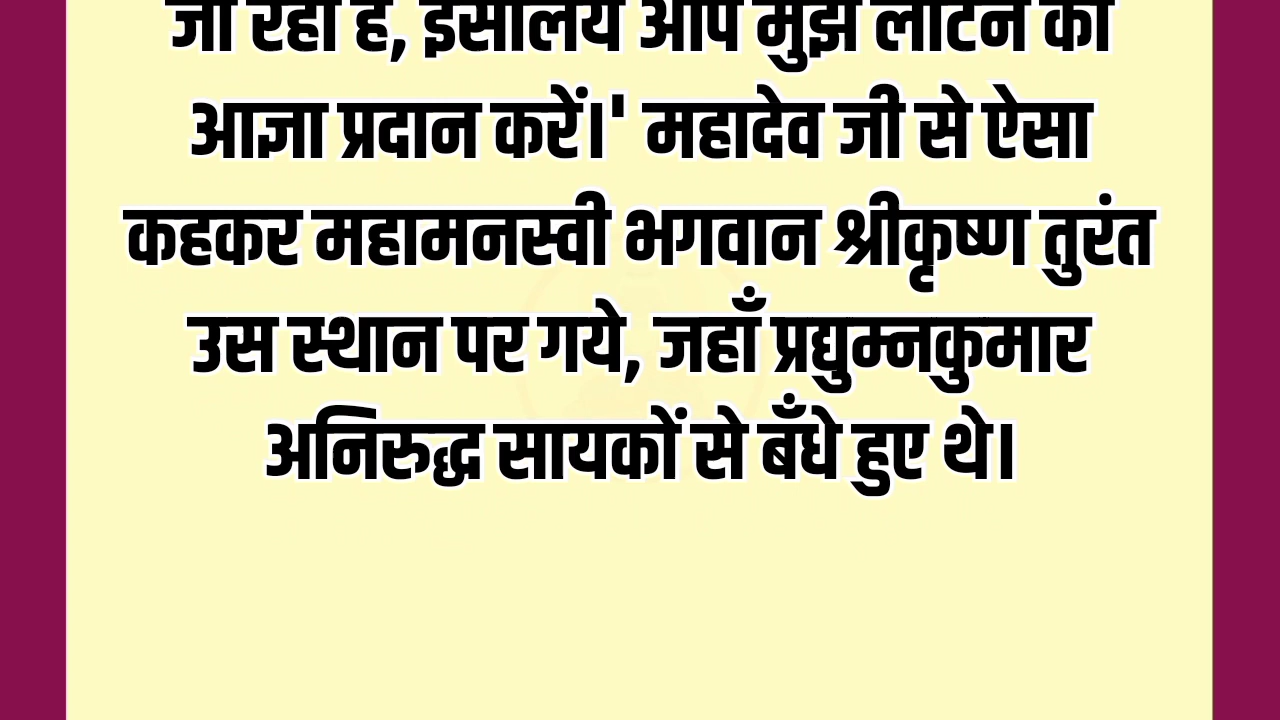 जा रहा है, इसलिये आप मुझे लौटने की
आज्ञा प्रदान करें।' महादेव जी से ऐसा
कहकर महामनस्वी भगवान श्रीकृष्ण तुरंत
उस स्थान पर गये, जहाँ प्रद्युम्नकुमार
अनिरुद्ध सायकों से बँधे हुए थे।